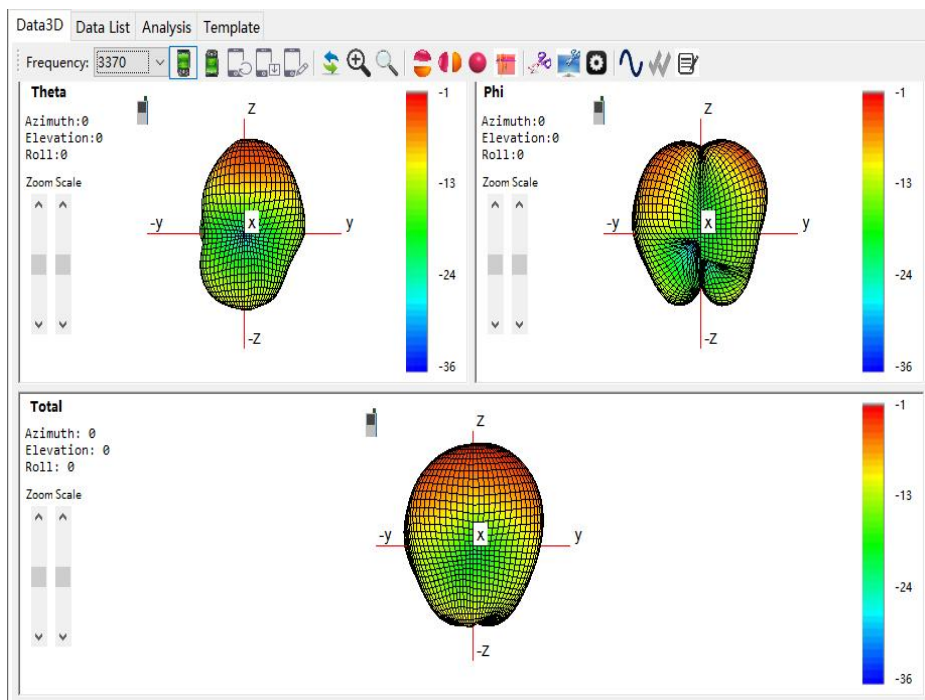 Data3D Data List Analysis Template
Frequency: 3370
Theta
Azimuth:0
Elevation:0
Roll:0
Zoom Scale
Z
-y
x
y
-Z
-1
-13
-24
-36
Phi
Azimuth:0
Elevation:0
Roll:0
Zoom Scale
Z
-y
x
y
-Z
-1
-13
-24
-36
Total
Azimuth: 0
Elevation: 0
Roll: 0
Zoom Scale
Z
-y
x
y
-Z
-1
-13
-24
-36